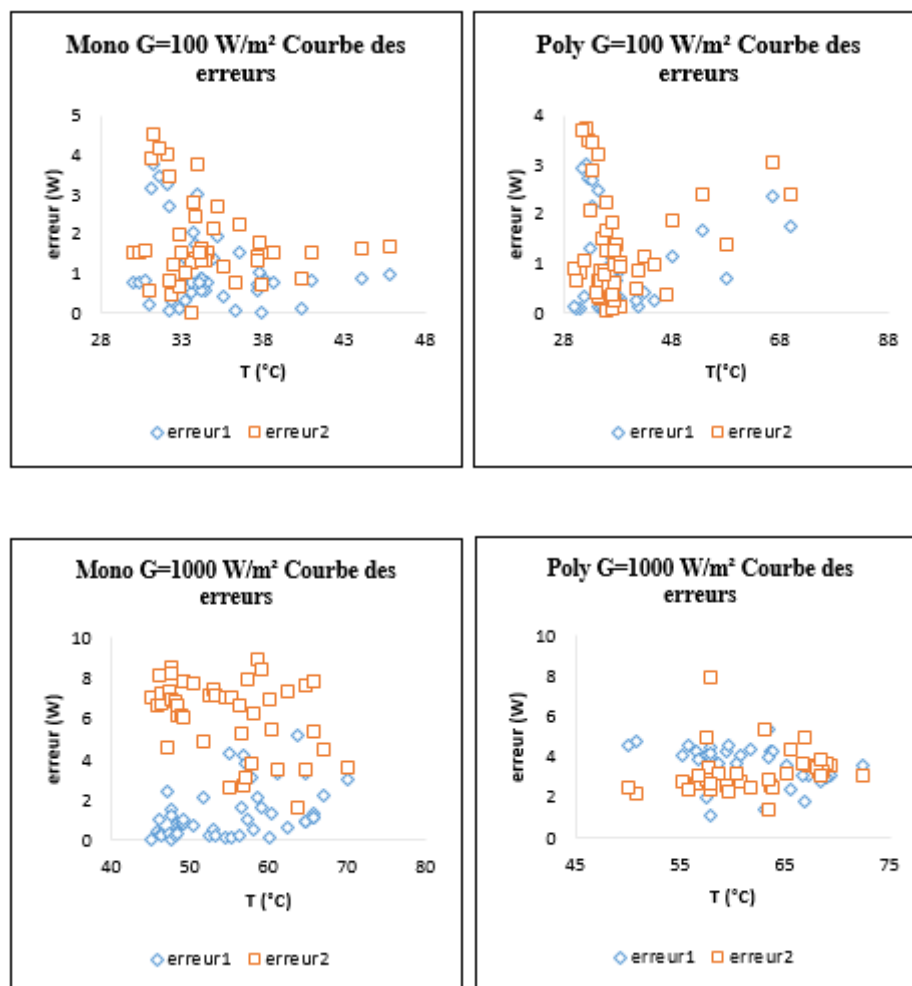 Mono G=100 W/m² Courbe des
erreurs
erreur (W)
5
4
3
2
1
0
28 33 38 43 48
T (°C)
erreur1 erreur2
Poly G=100 W/m² Courbe des
erreurs
erreur (W)
4
3
2
1
0
28 48 68 88
T(°C)
erreur1 erreur2
Mono G=1000 W/m² Courbe des
erreurs
erreur (W)
10
8
6
4
2
0
40 50 60 70 80
T (°C)
erreur1 erreur2
Poly G=1000 W/m² Courbe des
erreurs
erreur (W)
10
8
6
4
2
0
45 55 65 75
T (°C)
erreur1 erreur2